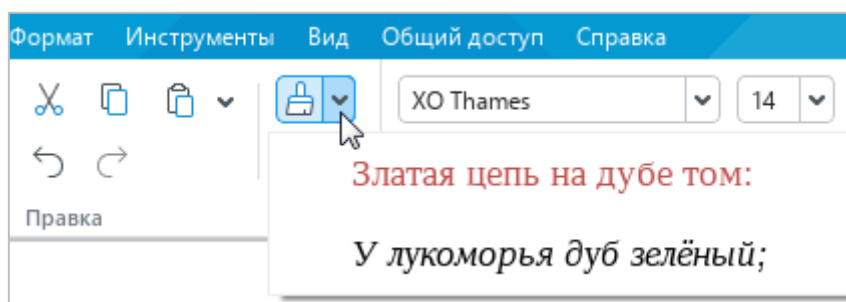 Формат Инструменты Вид Общий доступ Справка
XO Thames 14
Златая цепь на дубе том:
Правка
У лукоморья дуб зелёный;